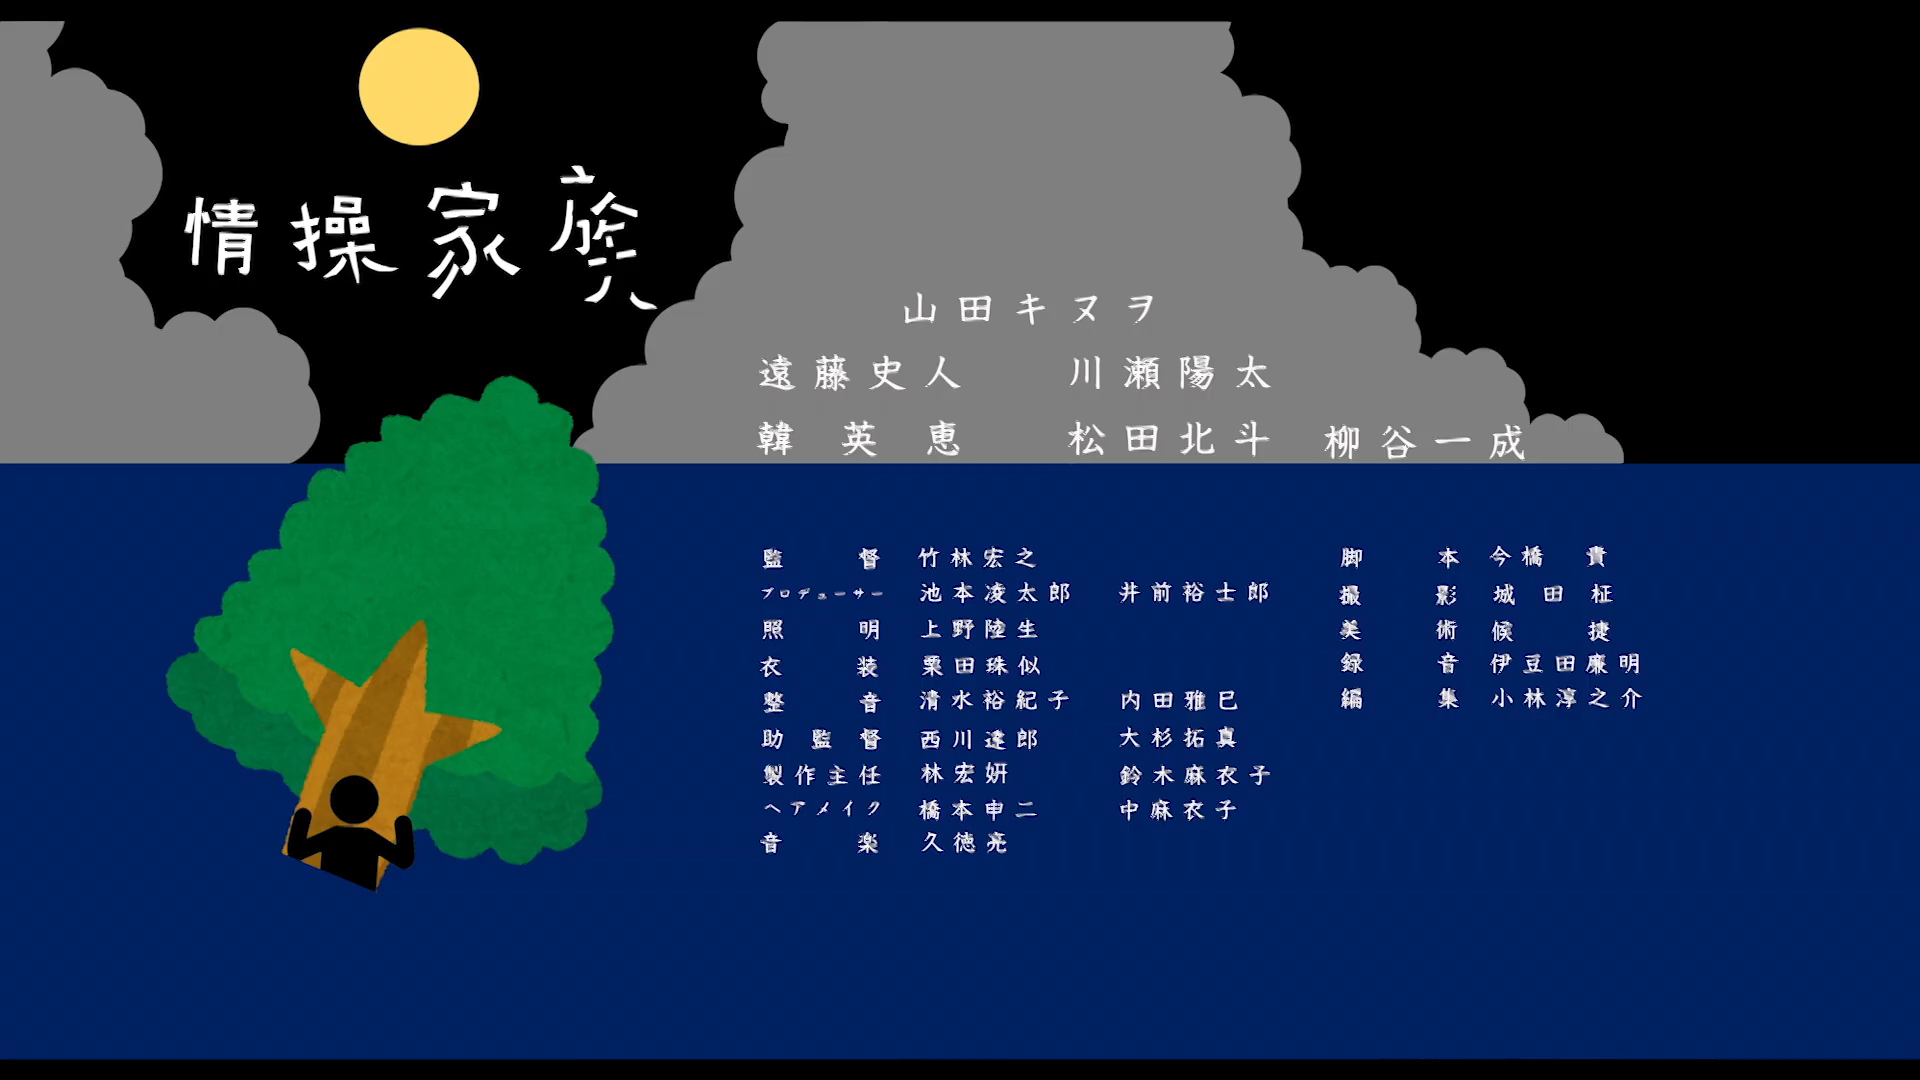 情操家族
山田キヌヲ
遠藤史人 川瀬陽太
韓英恵 松田北斗 柳谷一成
監督 竹林宏之
プロデューサー 池本凌太郎 井前裕士郎
照明 上野陸生
衣装 栗田珠似
整音 清水裕紀子 内田雅巳
助監督 西川達郎 大杉拓真
製作主任 林宏妍 鈴木麻衣子
ヘアメイク 橋本申二 中麻衣子
音楽 久徳亮
脚本 今橋貴
撮影 城田柾
美術 候捷
録音 伊豆田廉明
編集 小林淳之介